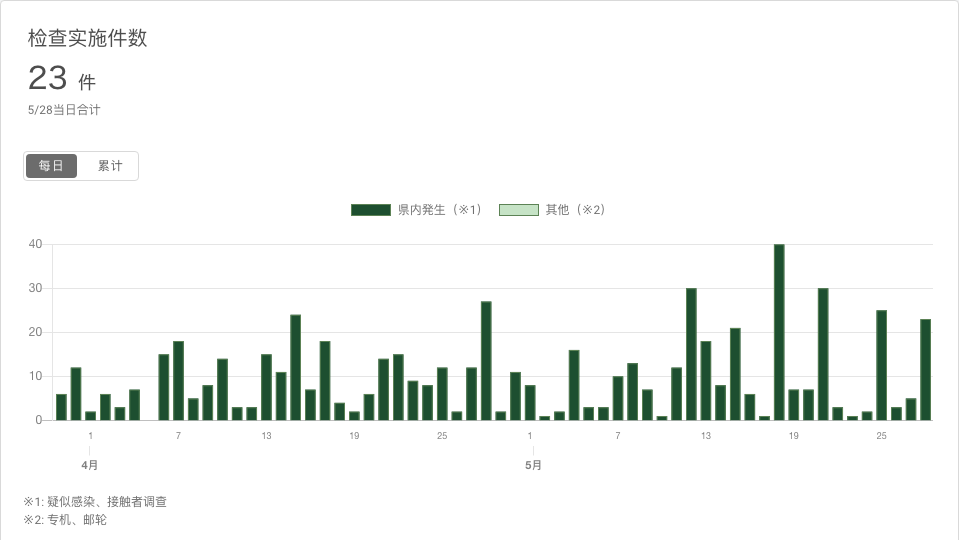 检查实施件数
23 件
5/28当日合计
每日 累计
県内発生（※1） 其他（※2）
40
30
20
10
0
1 7 13 19 25 1 7 13 19 25
4月 5月
※1: 疑似感染、接触者调查
※2: 专机、邮轮